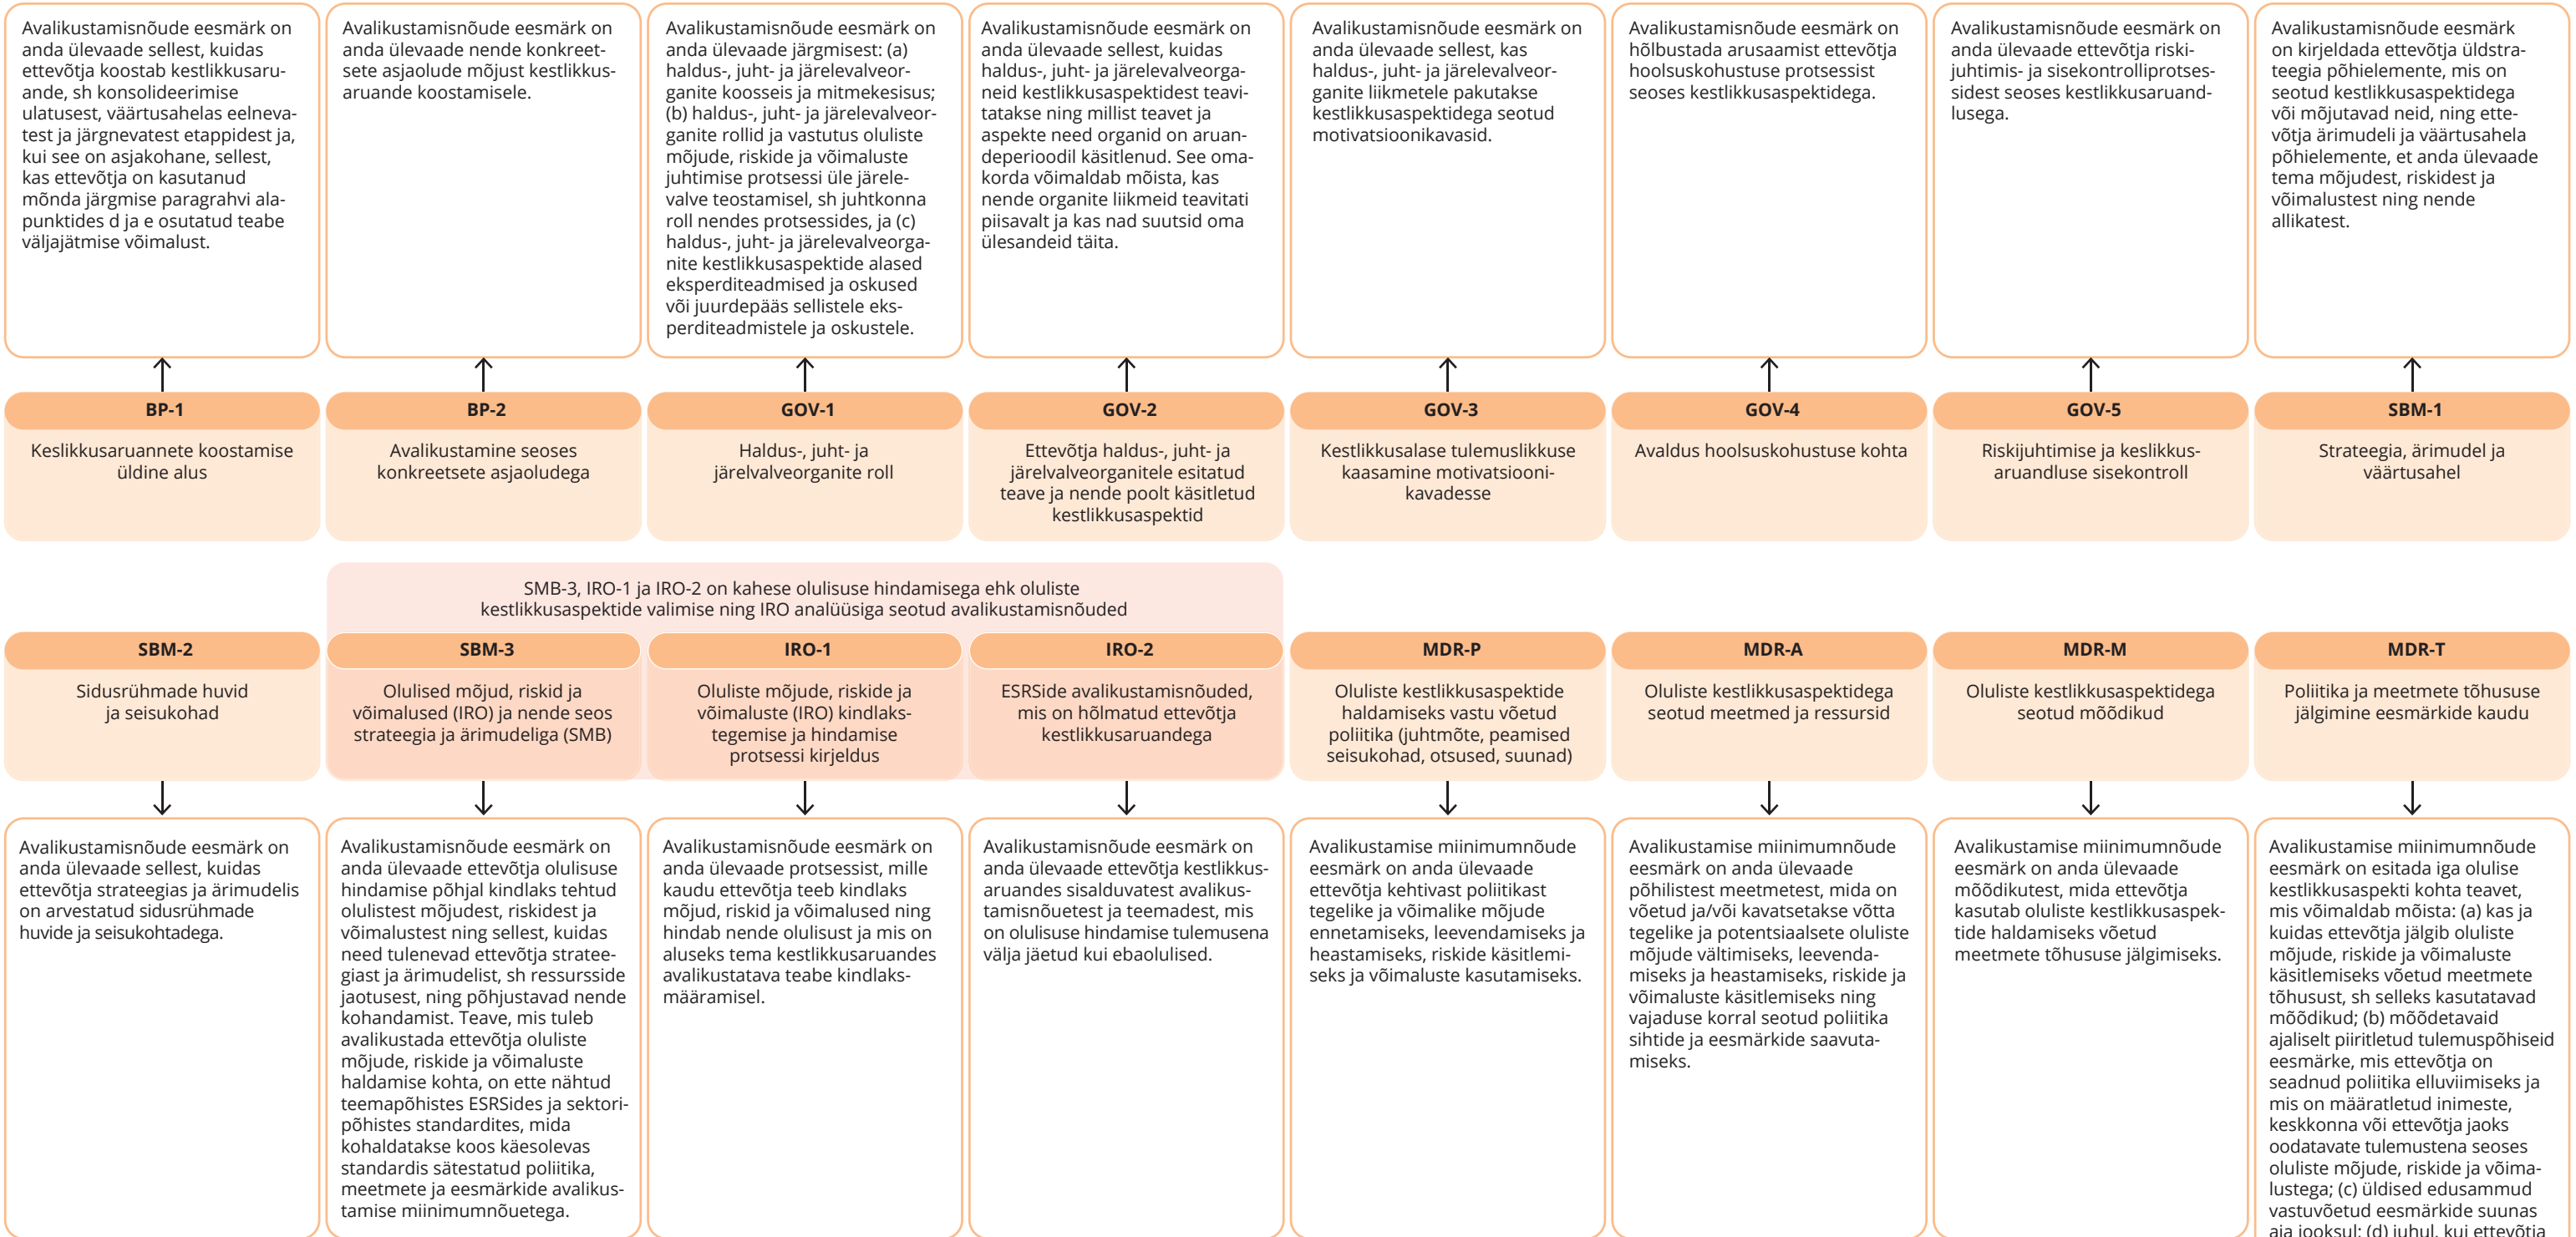 Avalikustamisnõude eesmärk on
anda ülevaade sellest, kuidas
ettevõtja koostab kestlikkusaru-
ande, sh konsolideerimise
ulatusest, väärtusahelas eelneva-
test ja järgnevatest etappidest ja,
kui see on asjakohane, sellest,
kas ettevõtja on kasutanud
mõnda järgmise paragrahvi ala-
punktides d ja e osutatud teabe
väljajätmise võimalust.
Avalikustamisnõude eesmärk on
anda ülevaade nende konkreet-
sete asjaolude mõjust kestlikkus-
aruande koostamisele.
Avalikustamisnõude eesmärk on
anda ülevaade järgmisest: (a)
haldus-, juht- ja järelevalveor-
ganite koosseis ja mitmekesisus;
(b) haldus-, juht- ja järelevalveor-
ganite rollid ja vastutus oluliste
mõjude, riskide ja võimaluste
juhtimise protsessi üle järele-
valve teostamisel, sh juhtkonna
roll nendes protsessides, ja (c)
haldus-, juht- ja järelevalveorga-
nite kestlikkusaspektide alased
eksperditeadmised ja oskused
või juurdepääs sellistele eks-
perditeadmistele ja oskustele.
Avalikustamisnõude eesmärk on
anda ülevaade sellest, kuidas
haldus-, juht- ja järelevalveorga-
neid kestlikkusaspektidest teavi-
tatakse ning millist teavet ja
aspekte need organid on aruan-
deperioodil käsitlenud. See oma-
korda võimaldab mõista, kas
nende organite liikmeid teavitati
piisavalt ja kas nad suutsid oma
ülesandeid täita.
Avalikustamisnõude eesmärk on
anda ülevaade sellest, kas
haldus-, juht- ja järelevalveor-
ganite liikmetele pakutakse
kestlikkusaspektidega seotud
motivatsioonikavasid.
Avalikustamisnõude eesmärk on
hõlbustada arusaamist ettevõtja
hoolsuskohustuse protsessist
seoses kestlikkusaspektidega.
Avalikustamisnõude eesmärk on
anda ülevaade ettevõtja riski-
juhtimis- ja sisekontrolliprotses-
sidest seoses kestlikkusaruand-
lusega.
Avalikustamisnõude eesmärk
on kirjeldada ettevõtja üldstra-
teegia põhielemente, mis on
seotud kestlikkusaspektidega
või mõjutavad neid, ning ette-
võtja ärimudeli ja väärtusahela
põhielemente, et anda ülevaade
tema mõjudest, riskidest ja
võimalustest ning nende
allikatest.
BP-1
Keslikkusaruannete koostamise
üldine alus
BP-2
Avalikustamine seoses
konkreetsete asjaoludega
GOV-1
Haldus-, juht- ja
järelvalveorganite roll
GOV-2
Ettevõtja haldus-, juht- ja
järelvalveorganitele esitatud
teave ja nende poolt käsitletud
kestlikkusaspektid
GOV-3
Kestlikkusalase tulemuslikkuse
kaasamine motivatsiooni-
kavadesse
GOV-4
Avaldus hoolsuskohustuse kohta
GOV-5
Riskijuhtimise ja keslikkus-
aruandluse sisekontroll
SBM-1
Strateegia, ärimudel ja
väärtusahel
SMB-3, IRO-1 ja IRO-2 on kahese olulisuse hindamisega ehk oluliste
kestlikkusaspektide valimise ning IRO analüüsiga seotud avalikustamisnõuded
SBM-2
Sidusrühmade huvid
ja seisukohad
SBM-3
Olulised mõjud, riskid ja
võimalused (IRO) ja nende seos
strateegia ja ärimudeliga (SMB)
IRO-1
Oluliste mõjude, riskide ja
võimaluste (IRO) kindlaks-
tegemise ja hindamise
protsessi kirjeldus
IRO-2
ESRSide avalikustamisnõuded,
mis on hõlmatud ettevõtja
kestlikkusaruandega
MDR-P
Oluliste kestlikkusaspektide
haldamiseks vastu võetud
poliitika (juhtmõte, peamised
seisukohad, otsused, suunad)
MDR-A
Oluliste kestlikkusaspektidega
seotud meetmed ja ressursid
MDR-M
Oluliste kestlikkusaspektidega
seotud mõõdikud
MDR-T
Poliitika ja meetmete tõhususe
jälgimine eesmärkide kaudu
Avalikustamisnõude eesmärk on
anda ülevaade sellest, kuidas
ettevõtja strateegias ja ärimudelis
on arvestatud sidusrühmade
huvide ja seisukohtadega.
Avalikustamisnõude eesmärk on
anda ülevaade ettevõtja olulisuse
hindamise põhjal kindlaks tehtud
olulistest mõjudest, riskidest ja
võimalustest ning sellest, kuidas
need tulenevad ettevõtja stratee-
giast ja ärimudelist, sh ressursside
jaotusest, ning põhjustavad nende
kohandamist. Teave, mis tuleb
avalikustada ettevõtja oluliste
mõjude, riskide ja võimaluste
haldamise kohta, on ette nähtud
teemapõhistes ESRSides ja sektori-
põhistes standardites, mida
kohaldatakse koos käesolevas
standardis sätestatud poliitika,
meetmete ja eesmärkide avalikus-
tamise miinimumnõuetega.
Avalikustamisnõude eesmärk on
anda ülevaade protsessist, mille
kaudu ettevõtja teeb kindlaks
mõjud, riskid ja võimalused ning
hindab nende olulisust ja mis on
aluseks tema kestlikkusaruandes
avalikustatava teabe kindlaks-
määramisel.
Avalikustamisnõude eesmärk on
anda ülevaade ettevõtja kestlikkus-
aruandes sisalduvatest avalikus-
tamisnõuetest ja teemadest, mis
on olulisuse hindamise tulemusena
välja jäetud kui ebaolulised.
Avalikustamise miinimumnõude
eesmärk on anda ülevaade
ettevõtja kehtivast poliitikast
tegelike ja võimalike mõjude
ennetamiseks, leevendamiseks ja
heastamiseks, riskide käsitlemi-
seks ja võimaluste kasutamiseks.
Avalikustamise miinimumnõude
eesmärk on anda ülevaade
põhilistest meetmetest, mida on
võetud ja/või kavatsetakse võtta
tegelike ja potentsiaalsete oluliste
mõjude vältimiseks, leevenda-
miseks ja heastamiseks, riskide ja
võimaluste käsitlemiseks ning
vajaduse korral seotud poliitika
sihtide ja eesmärkide saavuta-
miseks.
Avalikustamise miinimumnõude
eesmärk on anda ülevaade
mõõdikutest, mida ettevõtja
kasutab oluliste kestlikkusaspek-
tide haldamiseks võetud
meetmete tõhususe jälgimiseks.
Avalikustamise miinimumnõude
eesmärk on esitada iga olulise
kestlikkusaspekti kohta teavet,
mis võimaldab mõista: (a) kas ja
kuidas ettevõtja jälgib oluliste
mõjude, riskide ja võimaluste
käsitlemiseks võetud meetmete
tõhusust, sh selleks kasutatavad
mõõdikud; (b) mõõdetavaid
ajaliselt piiritletud tulemuspõhiseid
eesmärke, mis ettevõtja on
seadnud poliitika elluviimiseks ja
mis on määratletud inimeste,
keskkonna või ettevõtja jaoks
oodatavate tulemustena seoses
oluliste mõjude, riskide ja võima-
lustega; (c) üldised edusammud
vastuvõetud eesmärkide suunas
aja jooksul; (d) juhul, kui ettevõtja